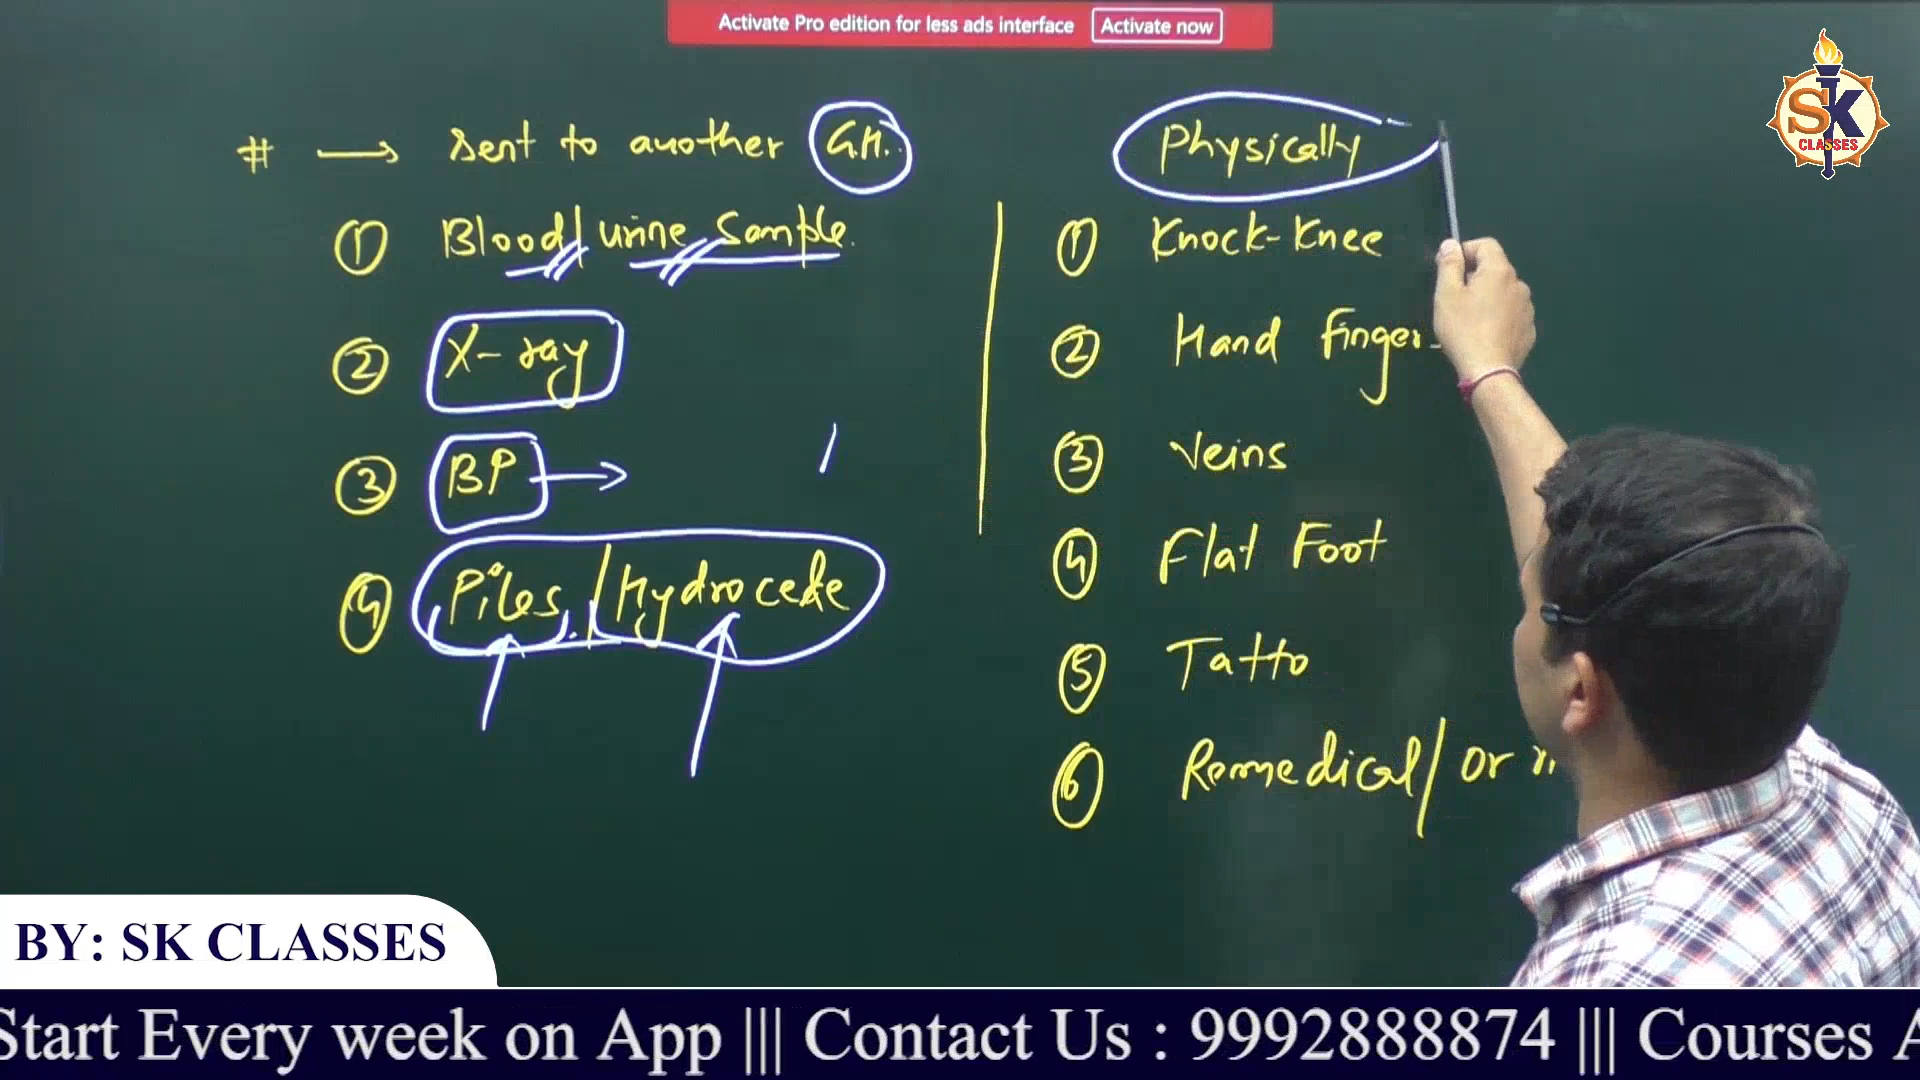 Activate Pro edition for less ads interface Activate now
SK
CLASSES
# → sent to another G.H.
① Blood/urine Sample.
② X-ray
③ BP →
④ Piles / Hydrocele
Physically
① Knock-Knee
② Hand finger
③ Veins
④ Flat Foot
⑤ Tatto
⑥ Remedical / or
BY: SK CLASSES
Start Every week on App ||| Contact Us : 9992888874 ||| Courses A